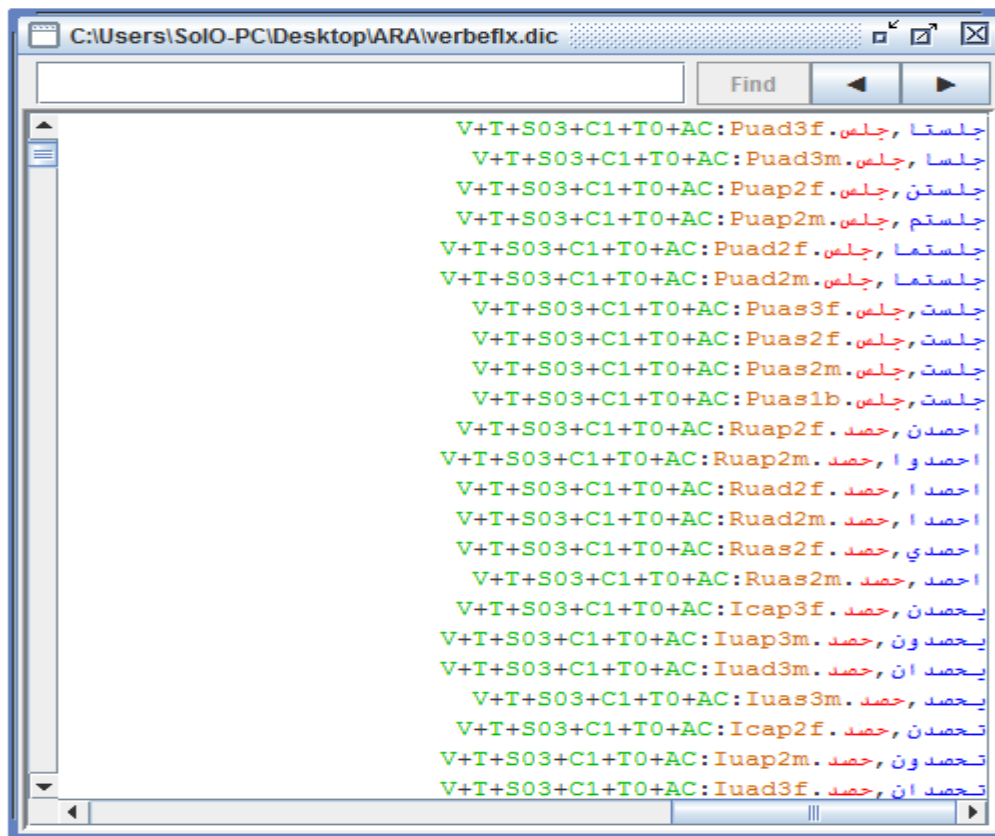 C:\Users\SolO-PC\Desktop\ARA\verbeflx.dic
Find
جلستا,جلس.V+T+S03+C1+T0+AC:Puad3f
جلسا,جلس.V+T+S03+C1+T0+AC:Puad3m
جلستن,جلس.V+T+S03+C1+T0+AC:Puap2f
جلستم,جلس.V+T+S03+C1+T0+AC:Puap2m
جلستما,جلس.V+T+S03+C1+T0+AC:Puad2f
جلستما,جلس.V+T+S03+C1+T0+AC:Puad2m
جلست,جلس.V+T+S03+C1+T0+AC:Puas3f
جلست,جلس.V+T+S03+C1+T0+AC:Puas2f
جلست,جلس.V+T+S03+C1+T0+AC:Puas2m
جلست,جلس.V+T+S03+C1+T0+AC:Puas1b
احصدن,حصد.V+T+S03+C1+T0+AC:Ruap2f
احصدوا,حصد.V+T+S03+C1+T0+AC:Ruap2m
احصدا,حصد.V+T+S03+C1+T0+AC:Ruad2f
احصدا,حصد.V+T+S03+C1+T0+AC:Ruad2m
احصدي,حصد.V+T+S03+C1+T0+AC:Ruas2f
احصد,حصد.V+T+S03+C1+T0+AC:Ruas2m
يحصدن,حصد.V+T+S03+C1+T0+AC:Icap3f
يحصدون,حصد.V+T+S03+C1+T0+AC:Iuap3m
يحصدان,حصد.V+T+S03+C1+T0+AC:Iuad3m
يحصد,حصد.V+T+S03+C1+T0+AC:Iuas3m
تحصدن,حصد.V+T+S03+C1+T0+AC:Icap2f
تحصدون,حصد.V+T+S03+C1+T0+AC:Iuap2m
تحصدان,حصد.V+T+S03+C1+T0+AC:Iuad3f